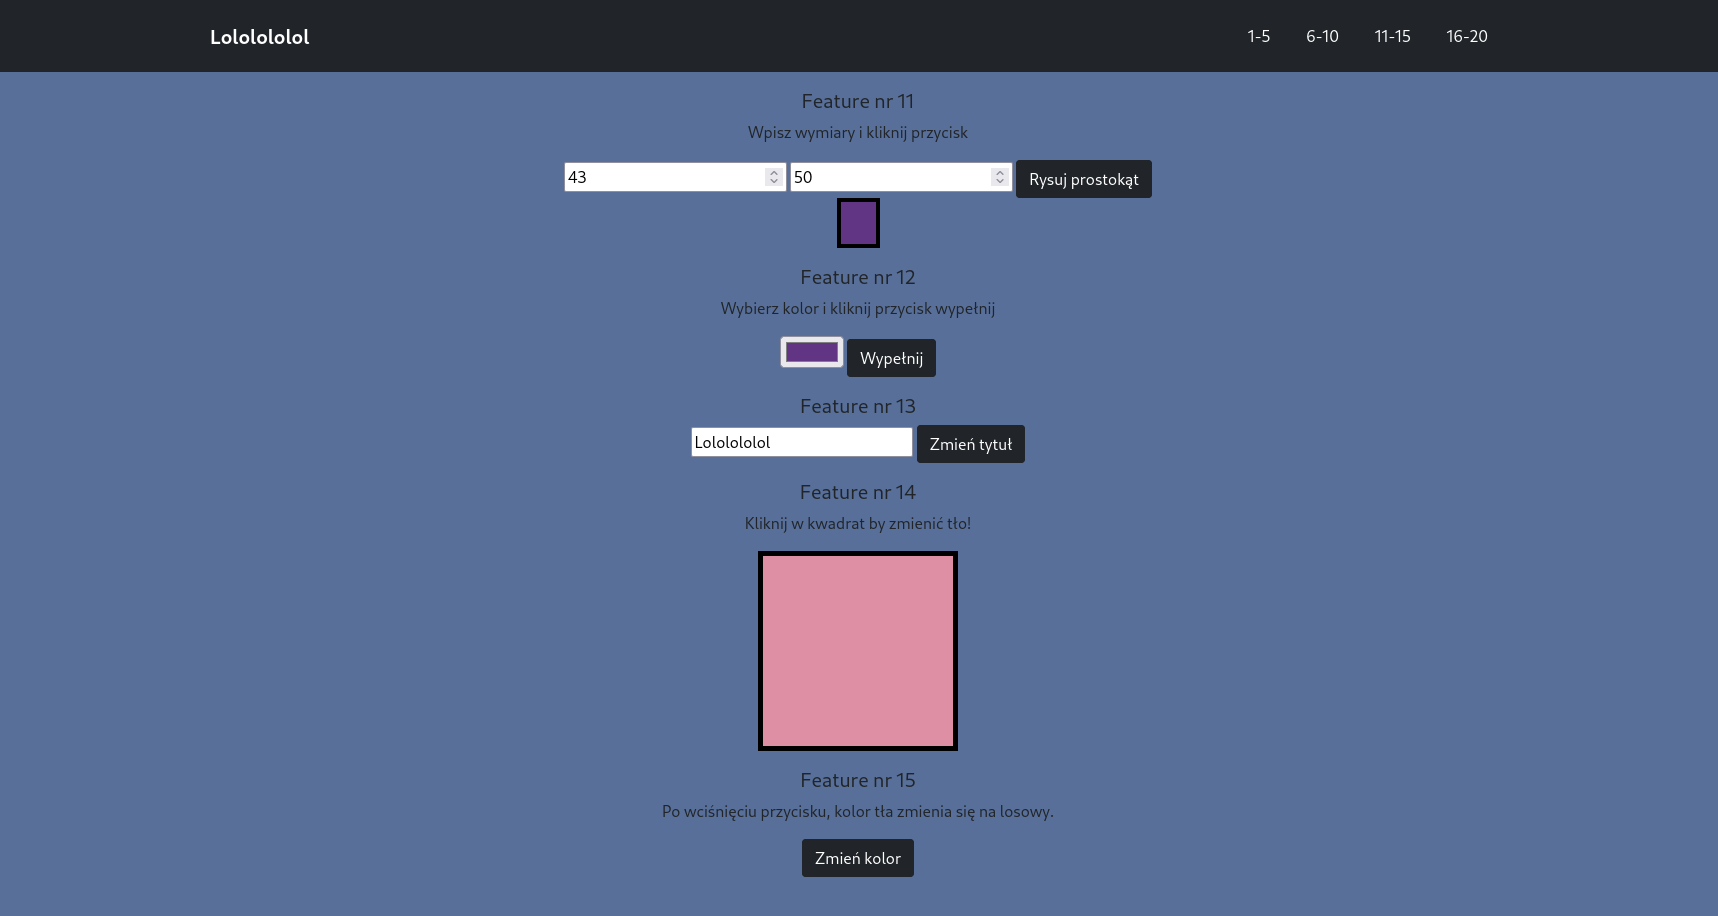 Lolololol
1-5 6-10 11-15 16-20
Feature nr 11
Wpisz wymiary i kliknij przycisk
43 50 Rysuj prostokąt
Feature nr 12
Wybierz kolor i kliknij przycisk wypełnij
Wypełnij
Feature nr 13
Lolololol Zmień tytuł
Feature nr 14
Kliknij w kwadrat by zmienić tło!
Feature nr 15
Po wciśnięciu przycisku, kolor tła zmienia się na losowy.
Zmień kolor